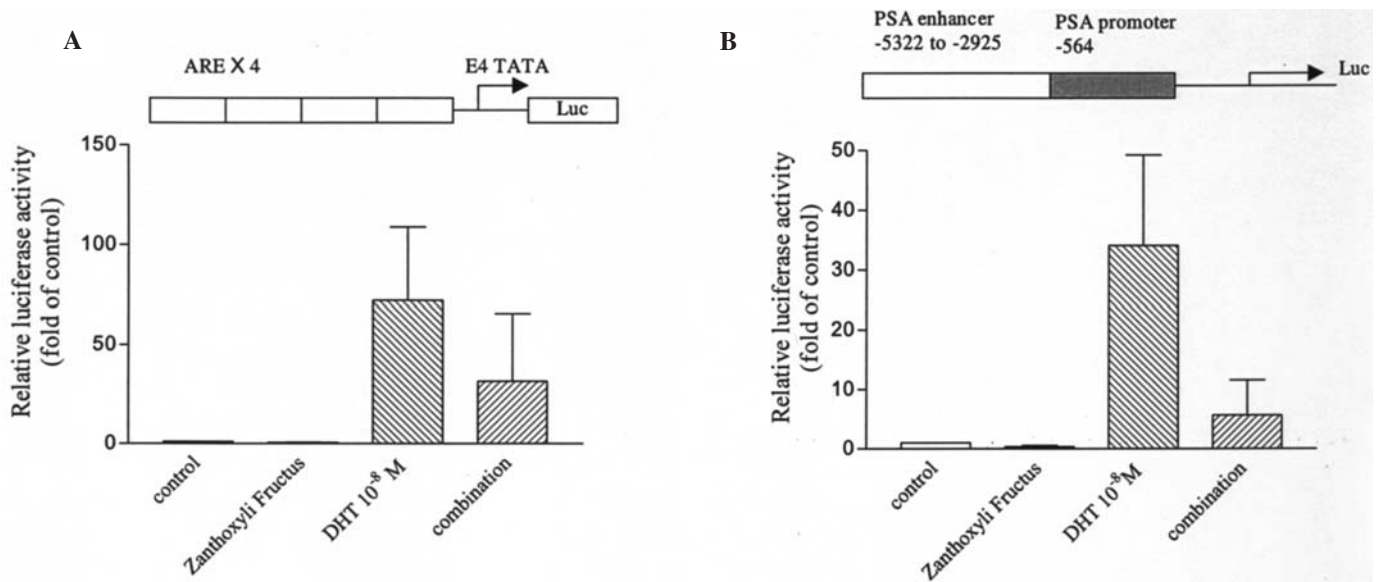 A
ARE X 4
E4 TATA
Luc
150
100
50
0
Relative luciferase activity
(fold of control)
control
Zanthoxyli Fructus
DHT 10⁻⁸ M
combination
B
PSA enhancer
-5322 to -2925
PSA promoter
-564
Luc
50
40
30
20
10
0
Relative luciferase activity
(fold of control)
control
Zanthoxyli Fructus
DHT 10⁻⁸M
combination